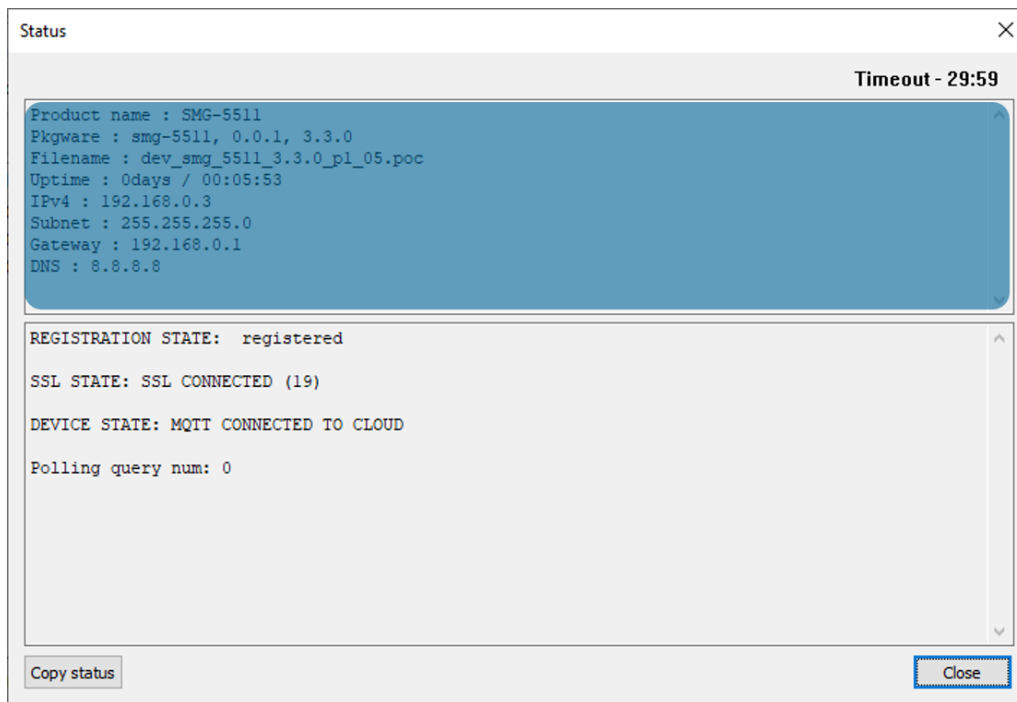 Status
Timeout - 29:59
Product name : SMG-5511
Pkgware : smg-5511, 0.0.1, 3.3.0
Filename : dev_smg_5511_3.3.0_p1_05.poc
Uptime : 0days / 00:05:53
IPv4 : 192.168.0.3
Subnet : 255.255.255.0
Gateway : 192.168.0.1
DNS : 8.8.8.8
REGISTRATION STATE:  registered
SSL STATE: SSL CONNECTED (19)
DEVICE STATE: MQTT CONNECTED TO CLOUD
Polling query num: 0
Copy status
Close